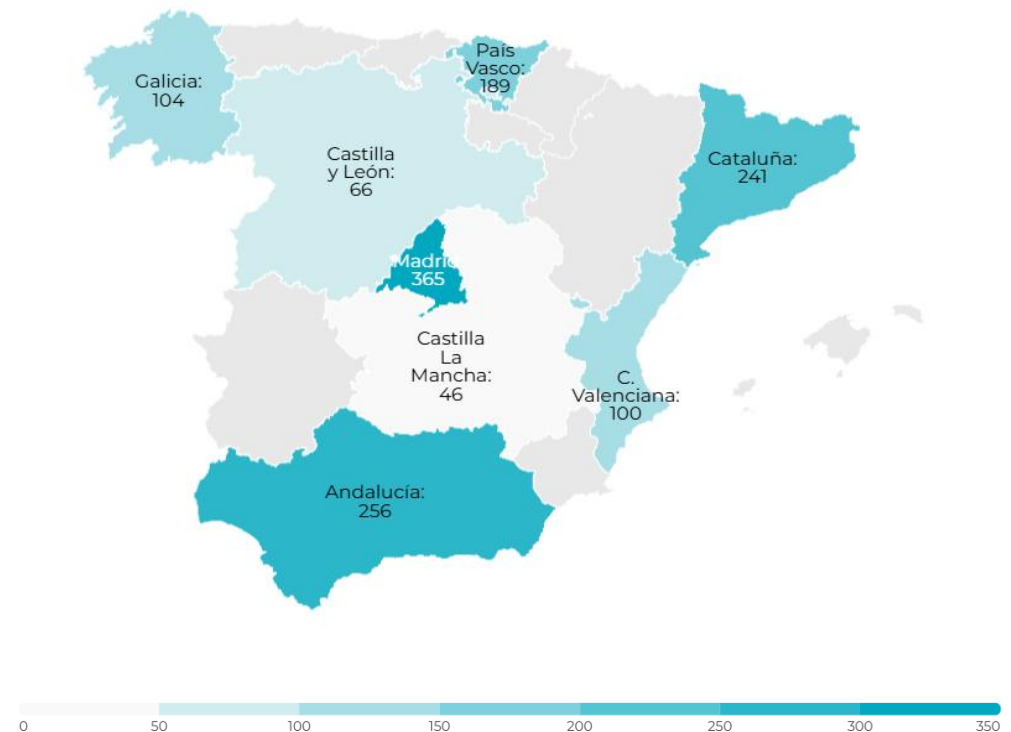 País
Vasco:
189
Galicia:
104
Castilla
y León:
66
Cataluña:
241
Madrid
365
Castilla
La
Mancha:
46
C.
Valenciana:
100
Andalucía:
256
0 50 100 150 200 250 300 350